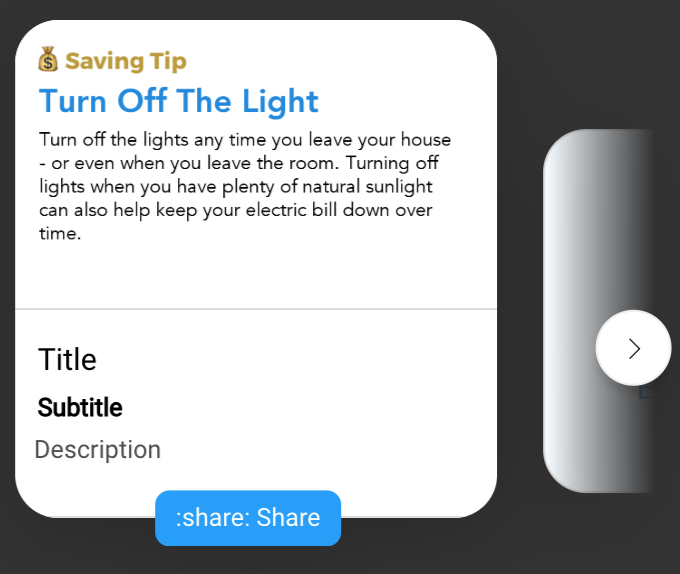 Saving Tip
Turn Off The Light
Turn off the lights any time you leave your house
- or even when you leave the room. Turning off
lights when you have plenty of natural sunlight
can also help keep your electric bill down over
time.
Title
Subtitle
Description
:share: Share